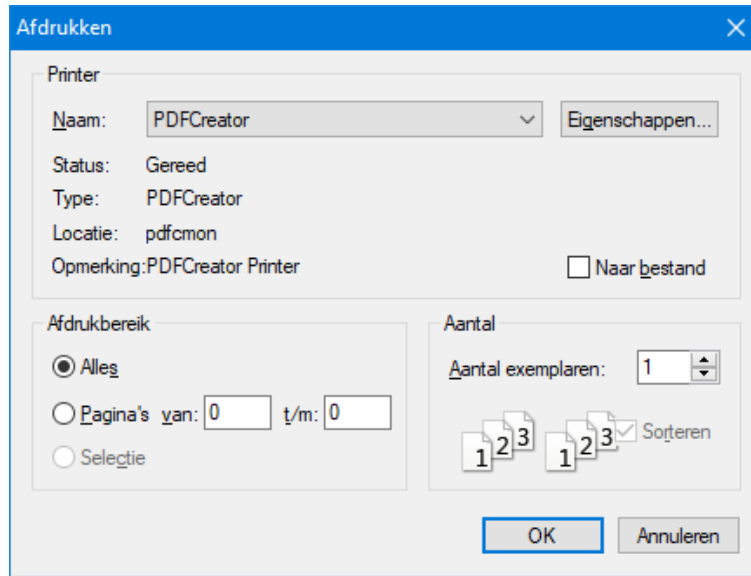 Afdrukken
Printer
Naam: PDFCreator Eigenschappen...
Status: Gereed
Type: PDFCreator
Locatie: pdfcmon
Opmerking:PDFCreator Printer Naar bestand
Afdrukbereik
Alles
Pagina's van: 0 t/m: 0
Selectie
Aantal
Aantal exemplaren: 1
1 2 3 1 2 3 Sorteren
OK Annuleren